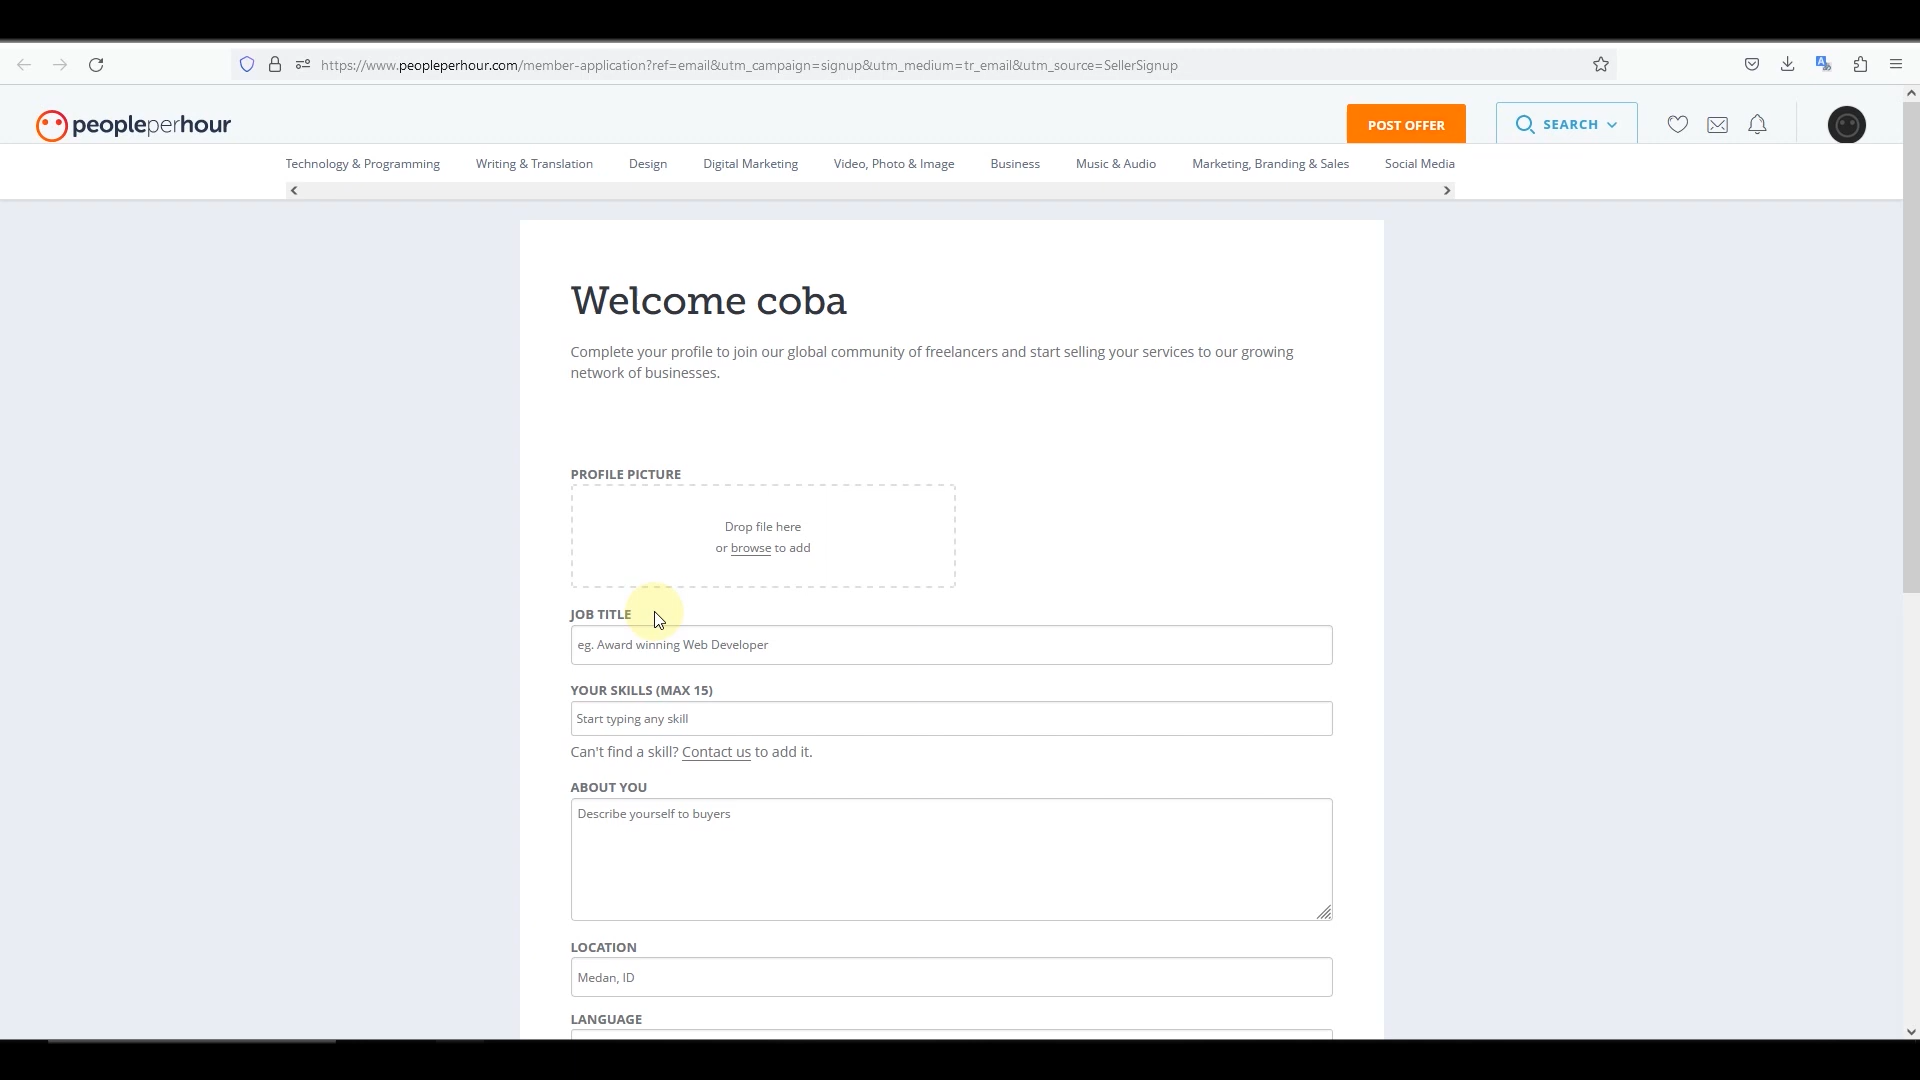 https://www.peopleperhour.com/member-application?ref=email&utm_campaign=signup&utm_medium=tr_email&utm_source=SellerSignup
peopleperhour
POST OFFER
SEARCH
Technology & Programming
Writing & Translation
Design
Digital Marketing
Video, Photo & Image
Business
Music & Audio
Marketing, Branding & Sales
Social Media
Welcome coba
Complete your profile to join our global community of freelancers and start selling your services to our growing
network of businesses.
PROFILE PICTURE
Drop file here
or browse to add
JOB TITLE
eg. Award winning Web Developer
YOUR SKILLS (MAX 15)
Start typing any skill
Can't find a skill? Contact us to add it.
ABOUT YOU
Describe yourself to buyers
LOCATION
Medan, ID
LANGUAGE